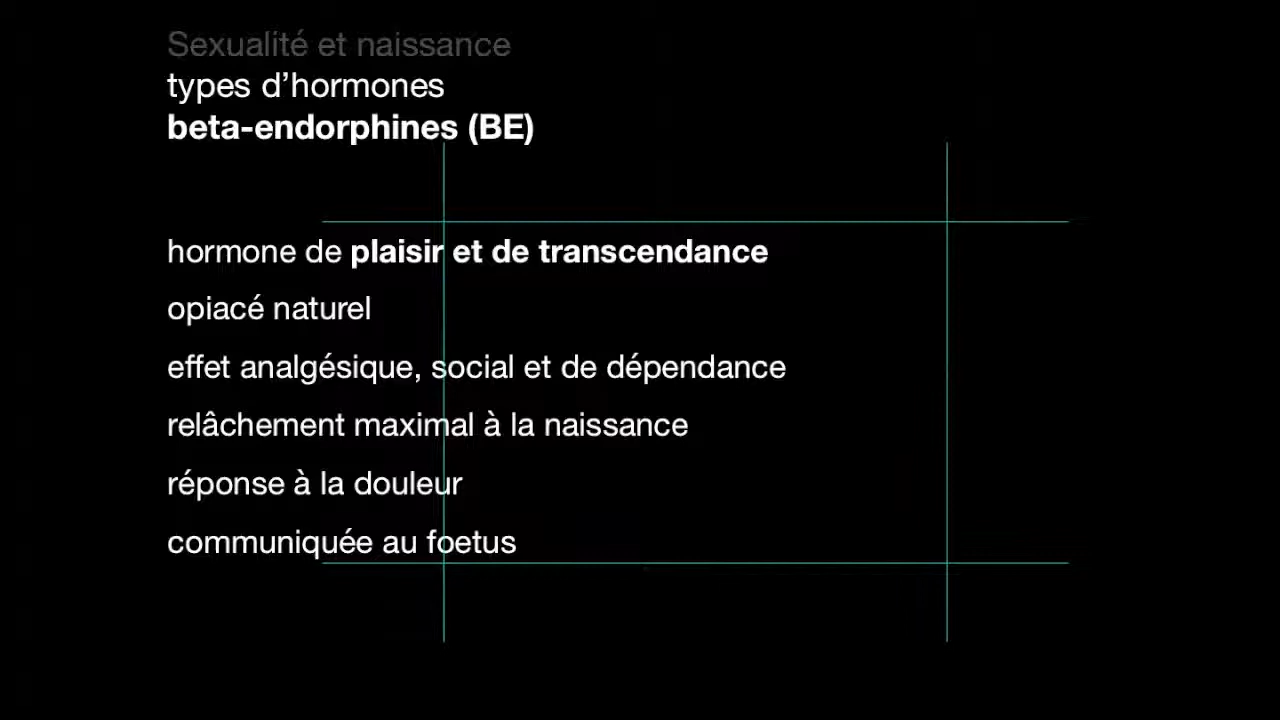 Sexualité et naissance
types d’hormones
beta-endorphines (BE)
hormone de plaisir et de transcendance
opiacé naturel
effet analgésique, social et de dépendance
relâchement maximal à la naissance
réponse à la douleur
communiquée au foetus